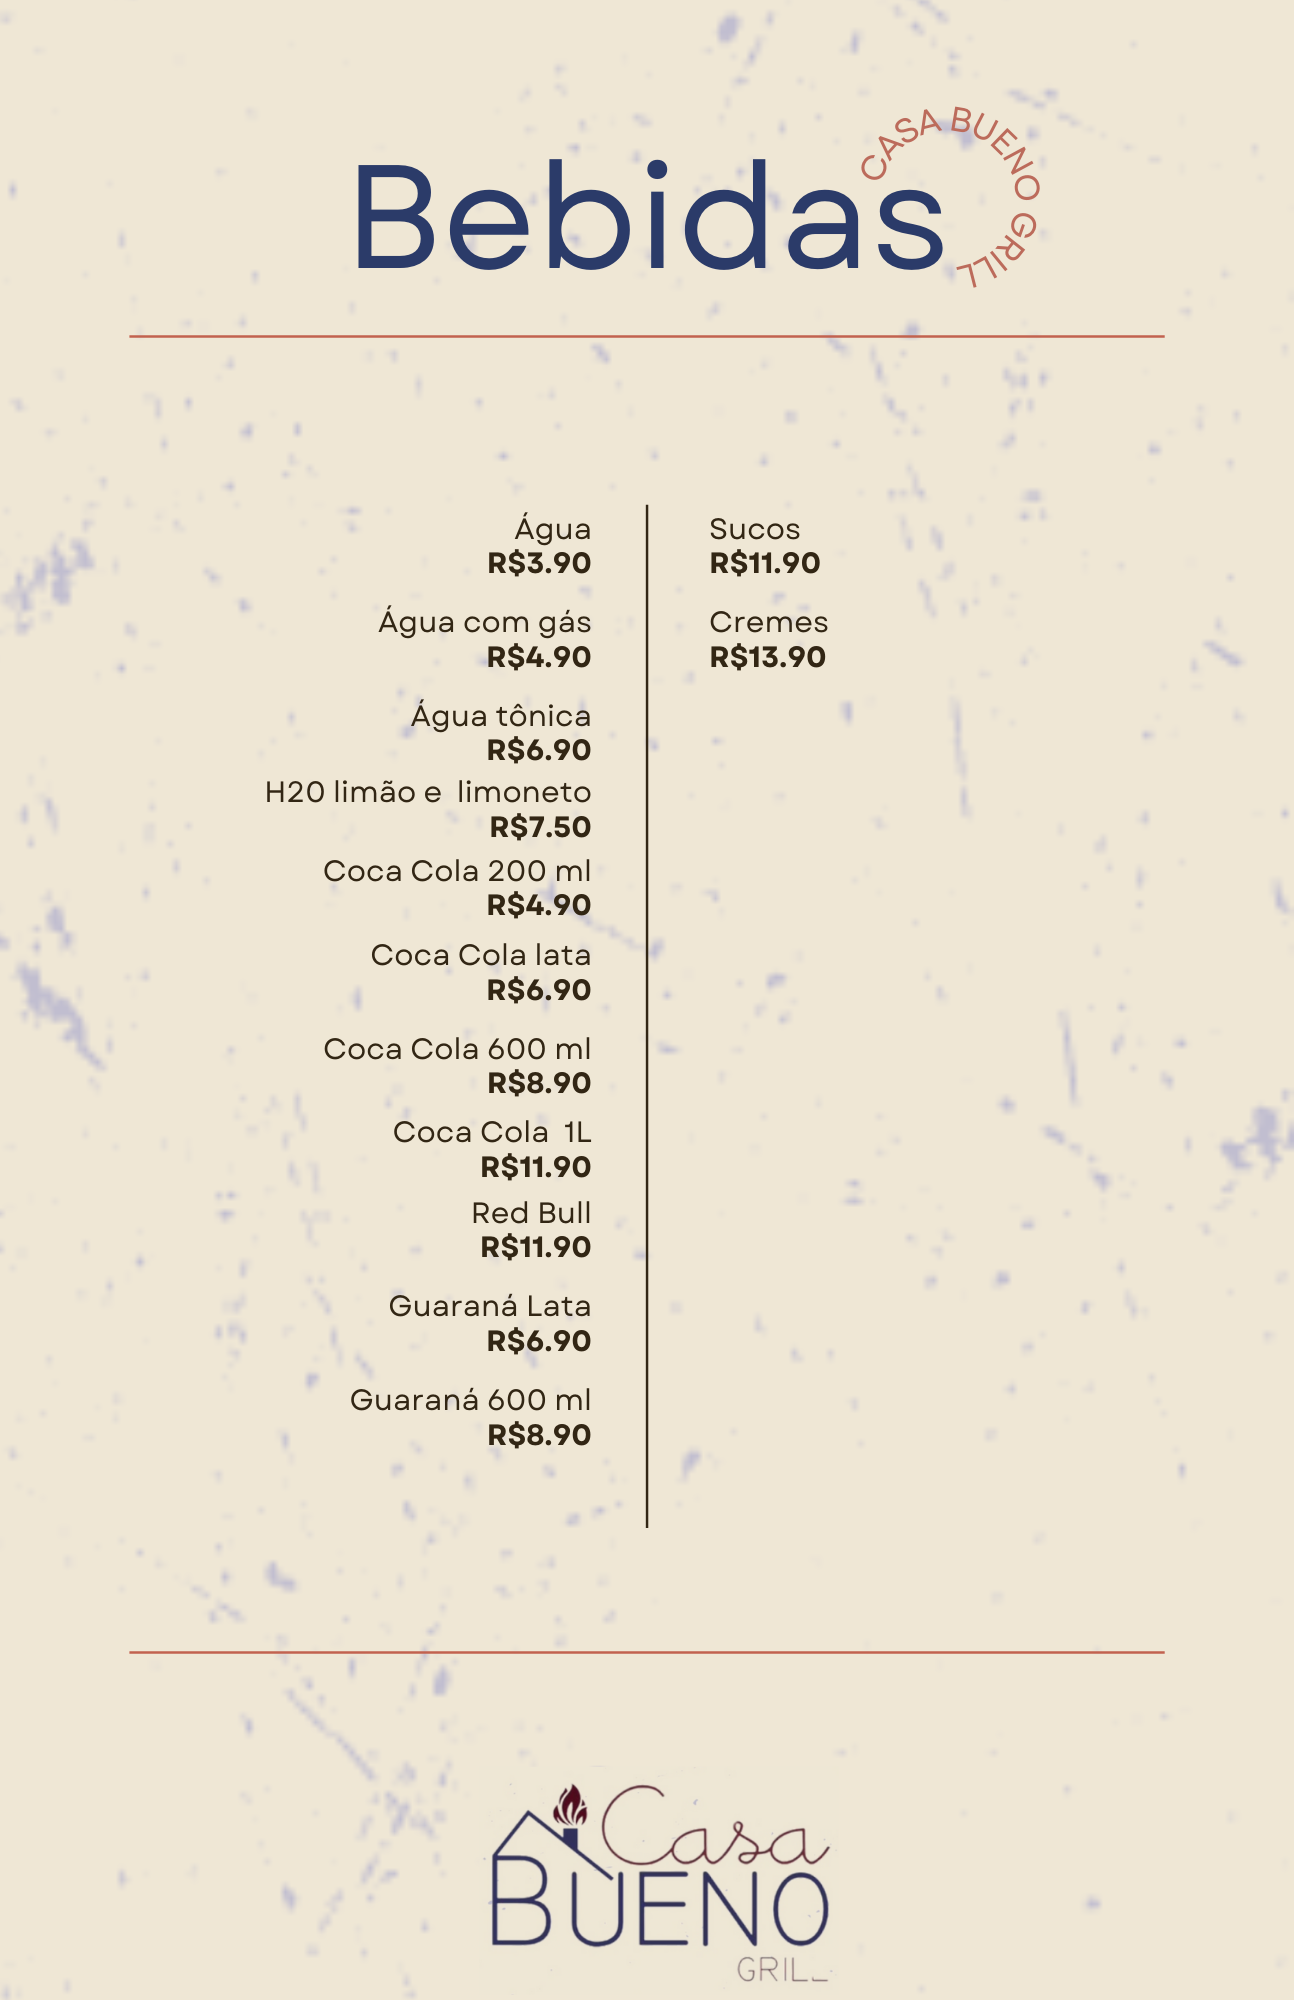 Bebidas
CASA BUENO GRILL
Água
R$3.90
Água com gás
R$4.90
Água tônica
R$6.90
H20 limão e  limoneto
R$7.50
Coca Cola 200 ml
R$4.90
Coca Cola lata
R$6.90
Coca Cola 600 ml
R$8.90
Coca Cola  1L
R$11.90
Red Bull
R$11.90
Guaraná Lata
R$6.90
Guaraná 600 ml
R$8.90
Sucos
R$11.90
Cremes
R$13.90
Casa
BUENO
GRILL